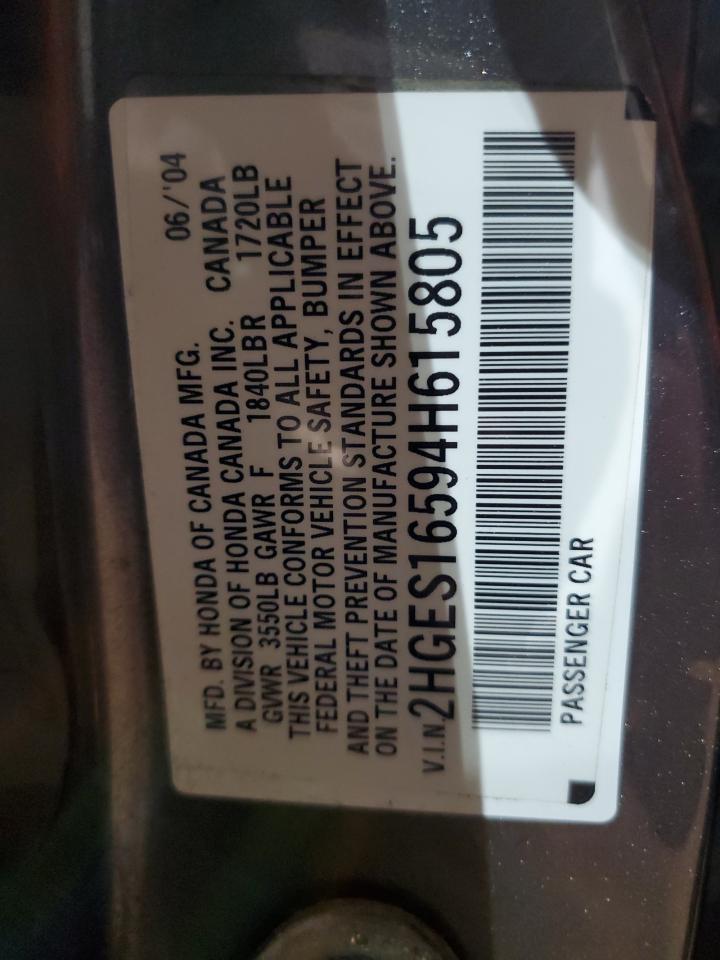 MFD. BY HONDA OF CANADA MFG. 06/'04
A DIVISION OF HONDA CANADA INC. CANADA
GVWR 3550LB GAWR F 1840LBR 1720LB
THIS VEHICLE CONFORMS TO ALL APPLICABLE
FEDERAL MOTOR VEHICLE SAFETY, BUMPER
AND THEFT PREVENTION STANDARDS IN EFFECT
ON THE DATE OF MANUFACTURE SHOWN ABOVE.
V.I.N. 2HGES16594H615805
PASSENGER CAR